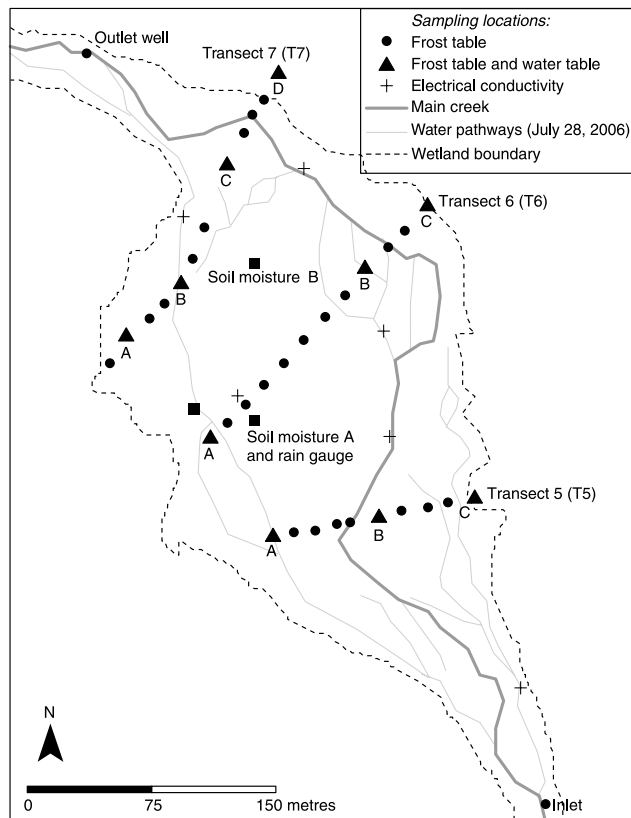 Outlet well
Transect 7 (T7)
D
Sampling locations:
Frost table
Frost table and water table
Electrical conductivity
Main creek
Water pathways (July 28, 2006)
Wetland boundary
C
Transect 6 (T6)
C
Soil moisture B
B
B
A
A
Soil moisture A
and rain gauge
Transect 5 (T5)
C
B
A
N
0
75
150 metres
Inlet